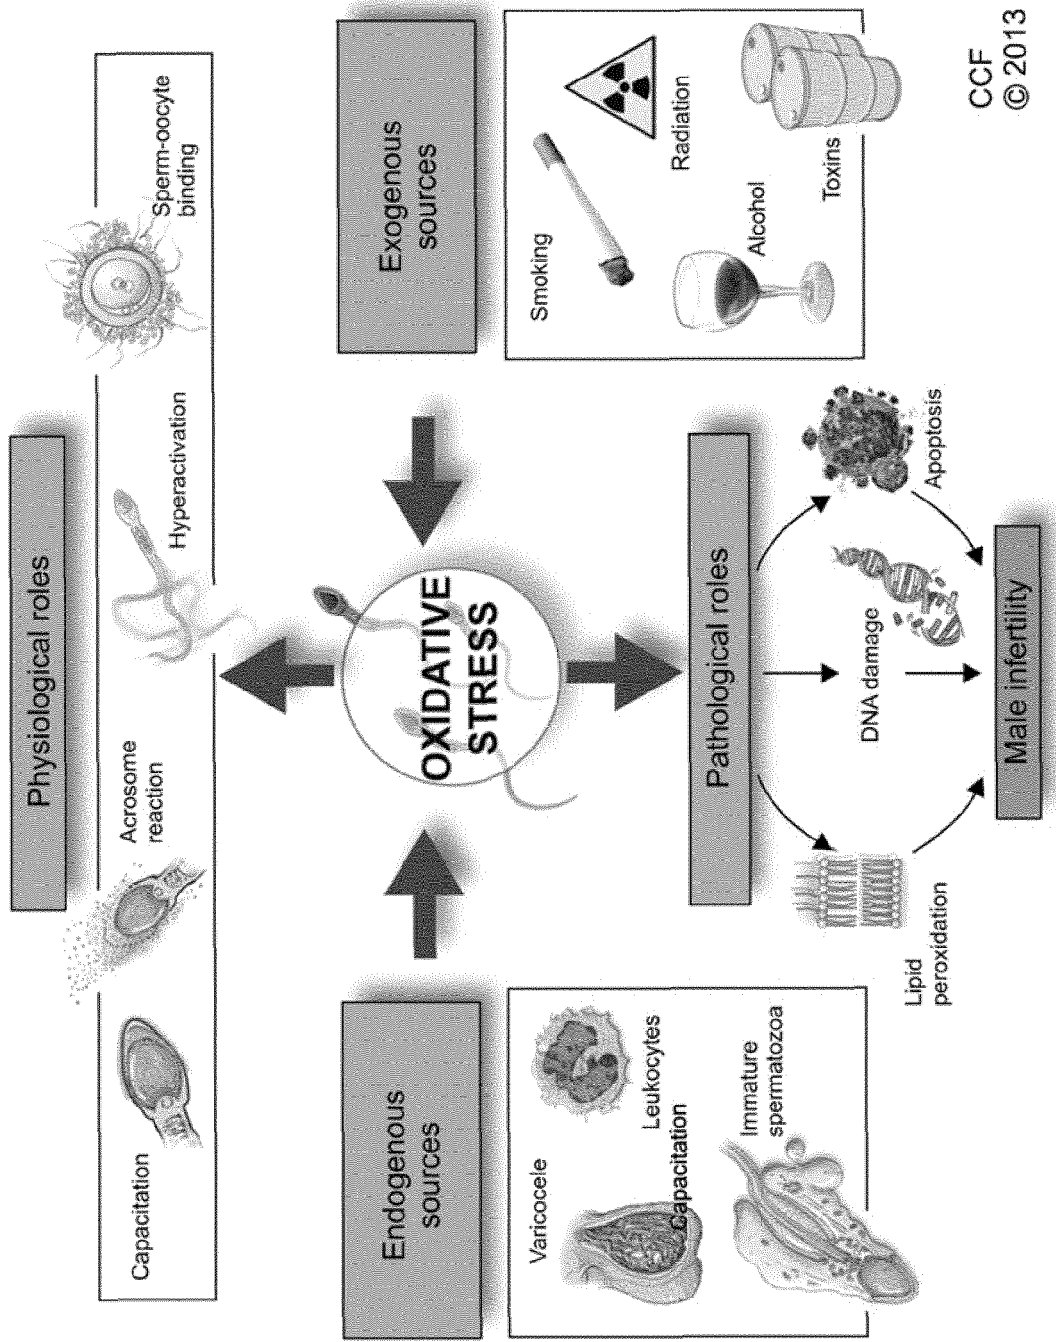 Physiological roles
Capacitation
Acrosome
reaction
Hyperactivation
Sperm-oocyte
binding
Endogenous
sources
Varicocele
Leukocytes
Capacitation
Immature
spermatozoa
OXIDATIVE
STRESS
Exogenous
sources
Smoking
Radiation
Alcohol
Toxins
Pathological roles
Lipid
peroxidation
DNA damage
Apoptosis
Male infertility
CCF
© 2013